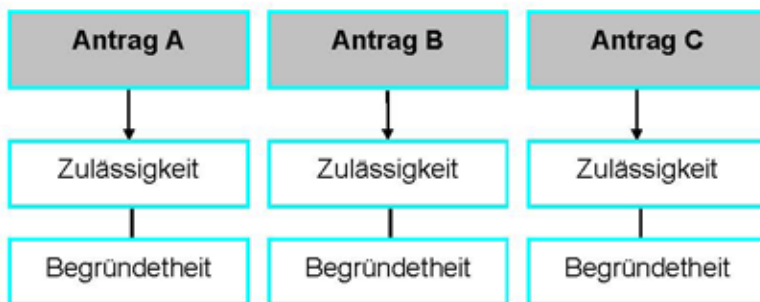 Antrag A
Antrag B
Antrag C
Zulässigkeit
Zulässigkeit
Zulässigkeit
Begründetheit
Begründetheit
Begründetheit